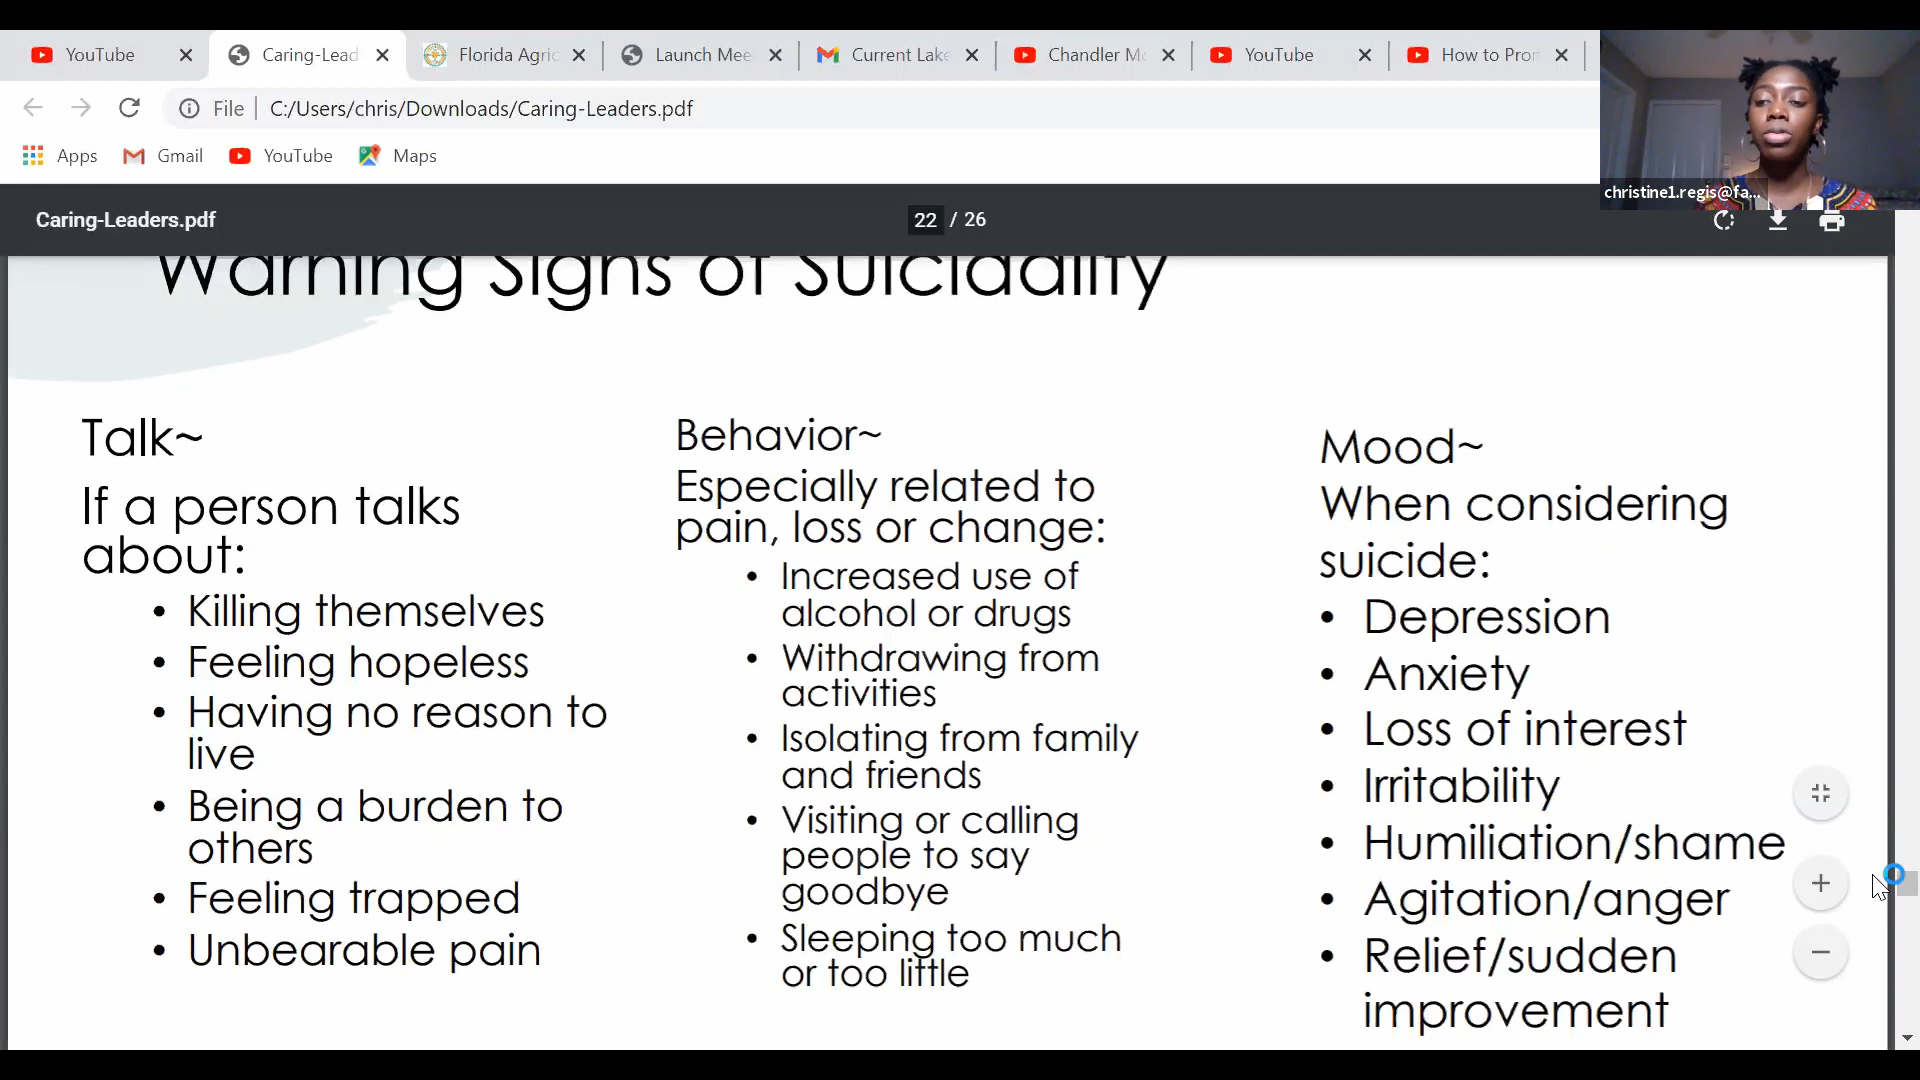 YouTube
Caring-Lead
Florida Agric
Launch Mee
Current Lake
Chandler Mc
YouTube
How to Pron
File
C:/Users/chris/Downloads/Caring-Leaders.pdf
Apps
Gmail
YouTube
Maps
christine1.regis@fa...
Caring-Leaders.pdf
22 / 26
Warning Signs of Suicidality
Talk~
If a person talks
about:
• Killing themselves
• Feeling hopeless
• Having no reason to
live
• Being a burden to
others
• Feeling trapped
• Unbearable pain
Behavior~
Especially related to
pain, loss or change:
• Increased use of
alcohol or drugs
• Withdrawing from
activities
• Isolating from family
and friends
• Visiting or calling
people to say
goodbye
• Sleeping too much
or too little
Mood~
When considering
suicide:
• Depression
• Anxiety
• Loss of interest
• Irritability
• Humiliation/shame
• Agitation/anger
• Relief/sudden
improvement